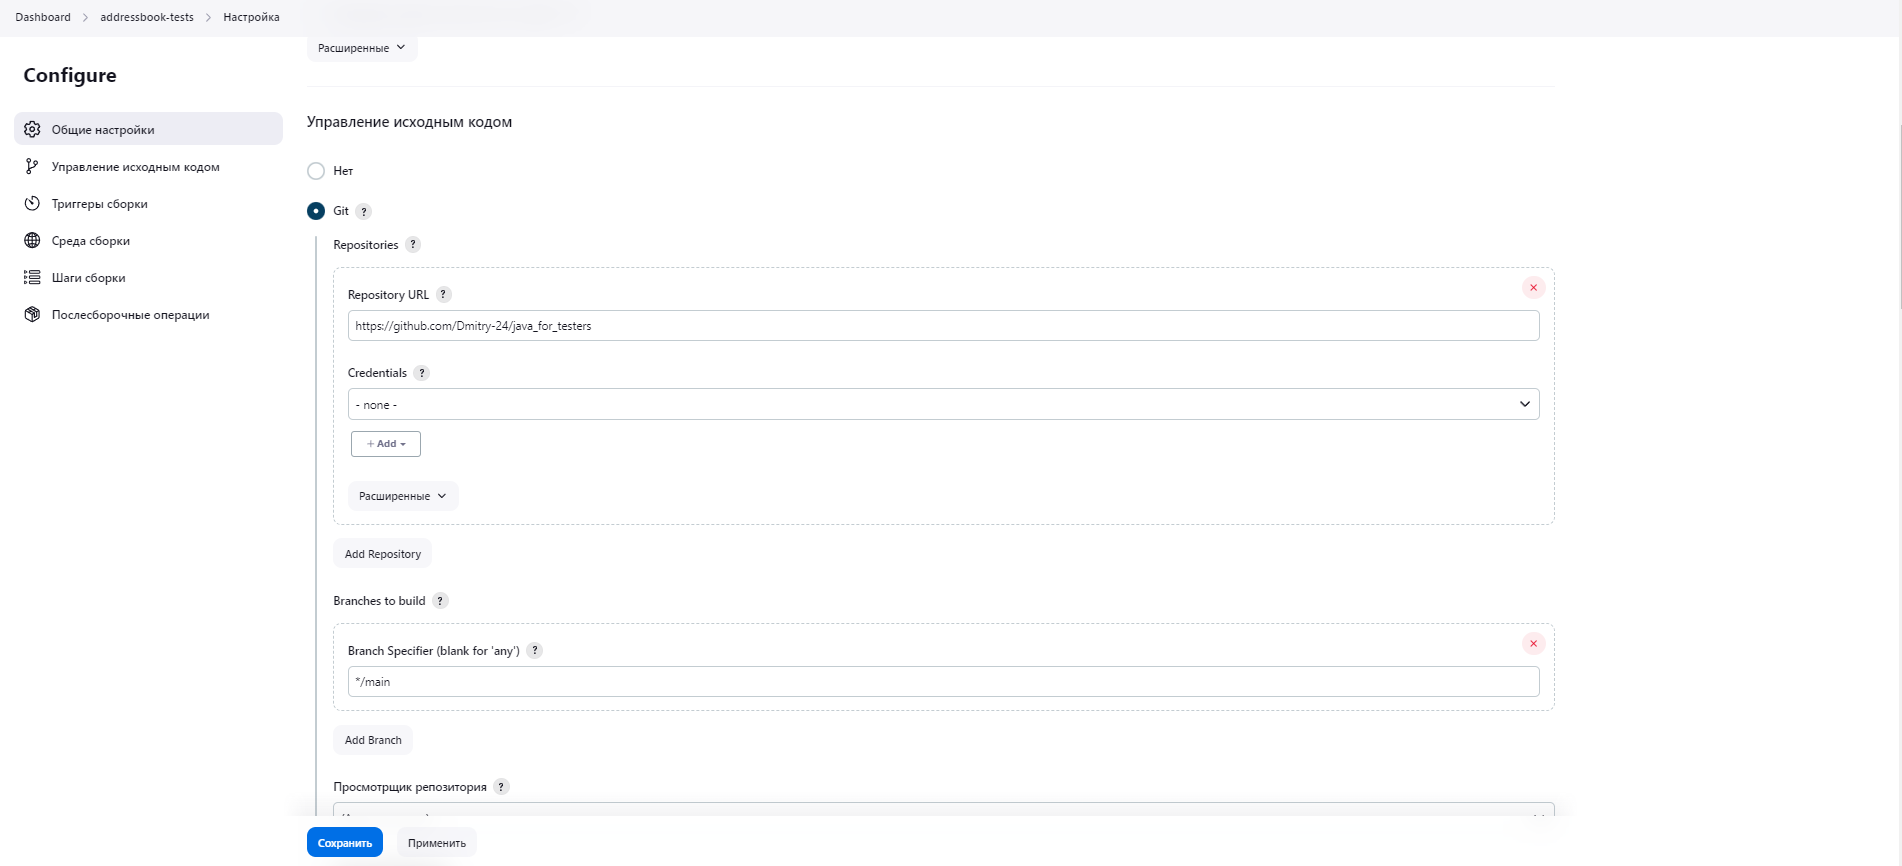 Dashboard
addressbook-tests
Настройка
Расширенные
Configure
Общие настройки
Управление исходным кодом
Триггеры сборки
Среда сборки
Шаги сборки
Послесборочные операции
Управление исходным кодом
Нет
Git ?
Repositories ?
Repository URL ?
https://github.com/Dmitry-24/java_for_testers
Credentials ?
- none -
+ Add
Расширенные
Add Repository
Branches to build ?
Branch Specifier (blank for 'any') ?
*/main
Add Branch
Просмотрщик репозитория ?
Сохранить
Применить